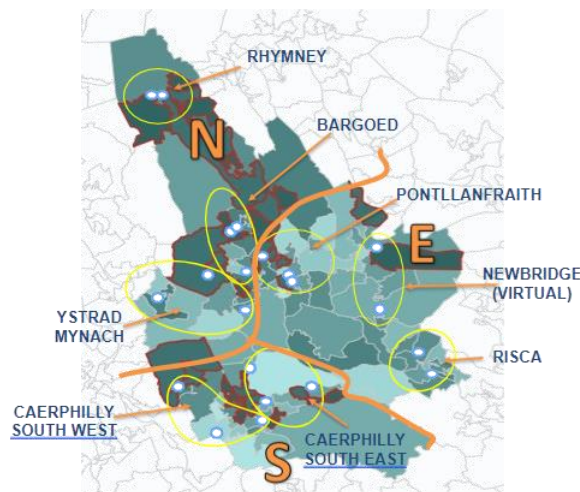 RHYMNEY
N
BARGOED
PONTLLANFRAITH
E
NEWBRIDGE
(VIRTUAL)
YSTRAD
MYNACH
RISCA
CAERPHILLY
SOUTH WEST
CAERPHILLY
SOUTH EAST
S